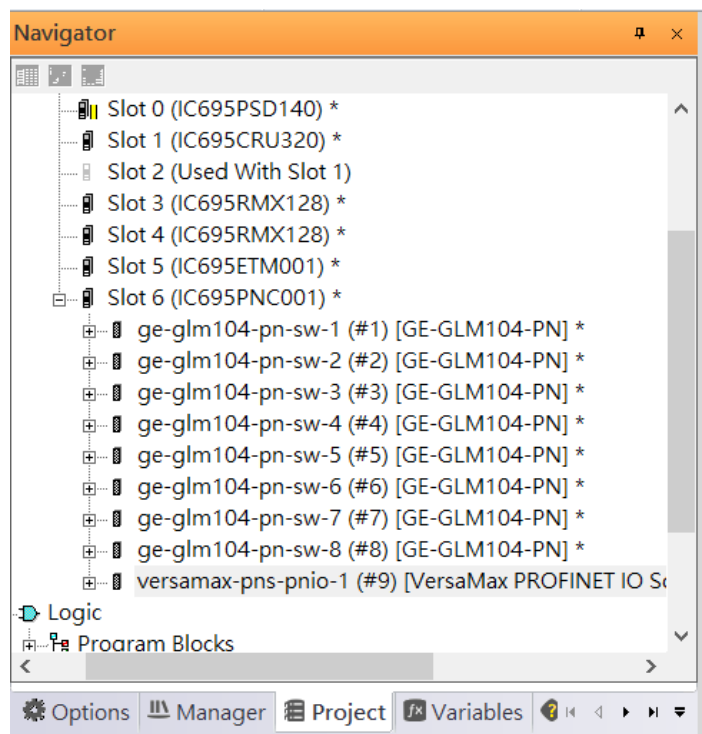 Navigator
Slot 0 (IC695PSD140) *
Slot 1 (IC695CRU320) *
Slot 2 (Used With Slot 1)
Slot 3 (IC695RMX128) *
Slot 4 (IC695RMX128) *
Slot 5 (IC695ETM001) *
Slot 6 (IC695PNC001) *
ge-glm104-pn-sw-1 (#1) [GE-GLM104-PN] *
ge-glm104-pn-sw-2 (#2) [GE-GLM104-PN] *
ge-glm104-pn-sw-3 (#3) [GE-GLM104-PN] *
ge-glm104-pn-sw-4 (#4) [GE-GLM104-PN] *
ge-glm104-pn-sw-5 (#5) [GE-GLM104-PN] *
ge-glm104-pn-sw-6 (#6) [GE-GLM104-PN] *
ge-glm104-pn-sw-7 (#7) [GE-GLM104-PN] *
ge-glm104-pn-sw-8 (#8) [GE-GLM104-PN] *
versamax-pns-pnio-1 (#9) [VersaMax PROFINET IO
Logic
Program Blocks
Options Manager Project Variables